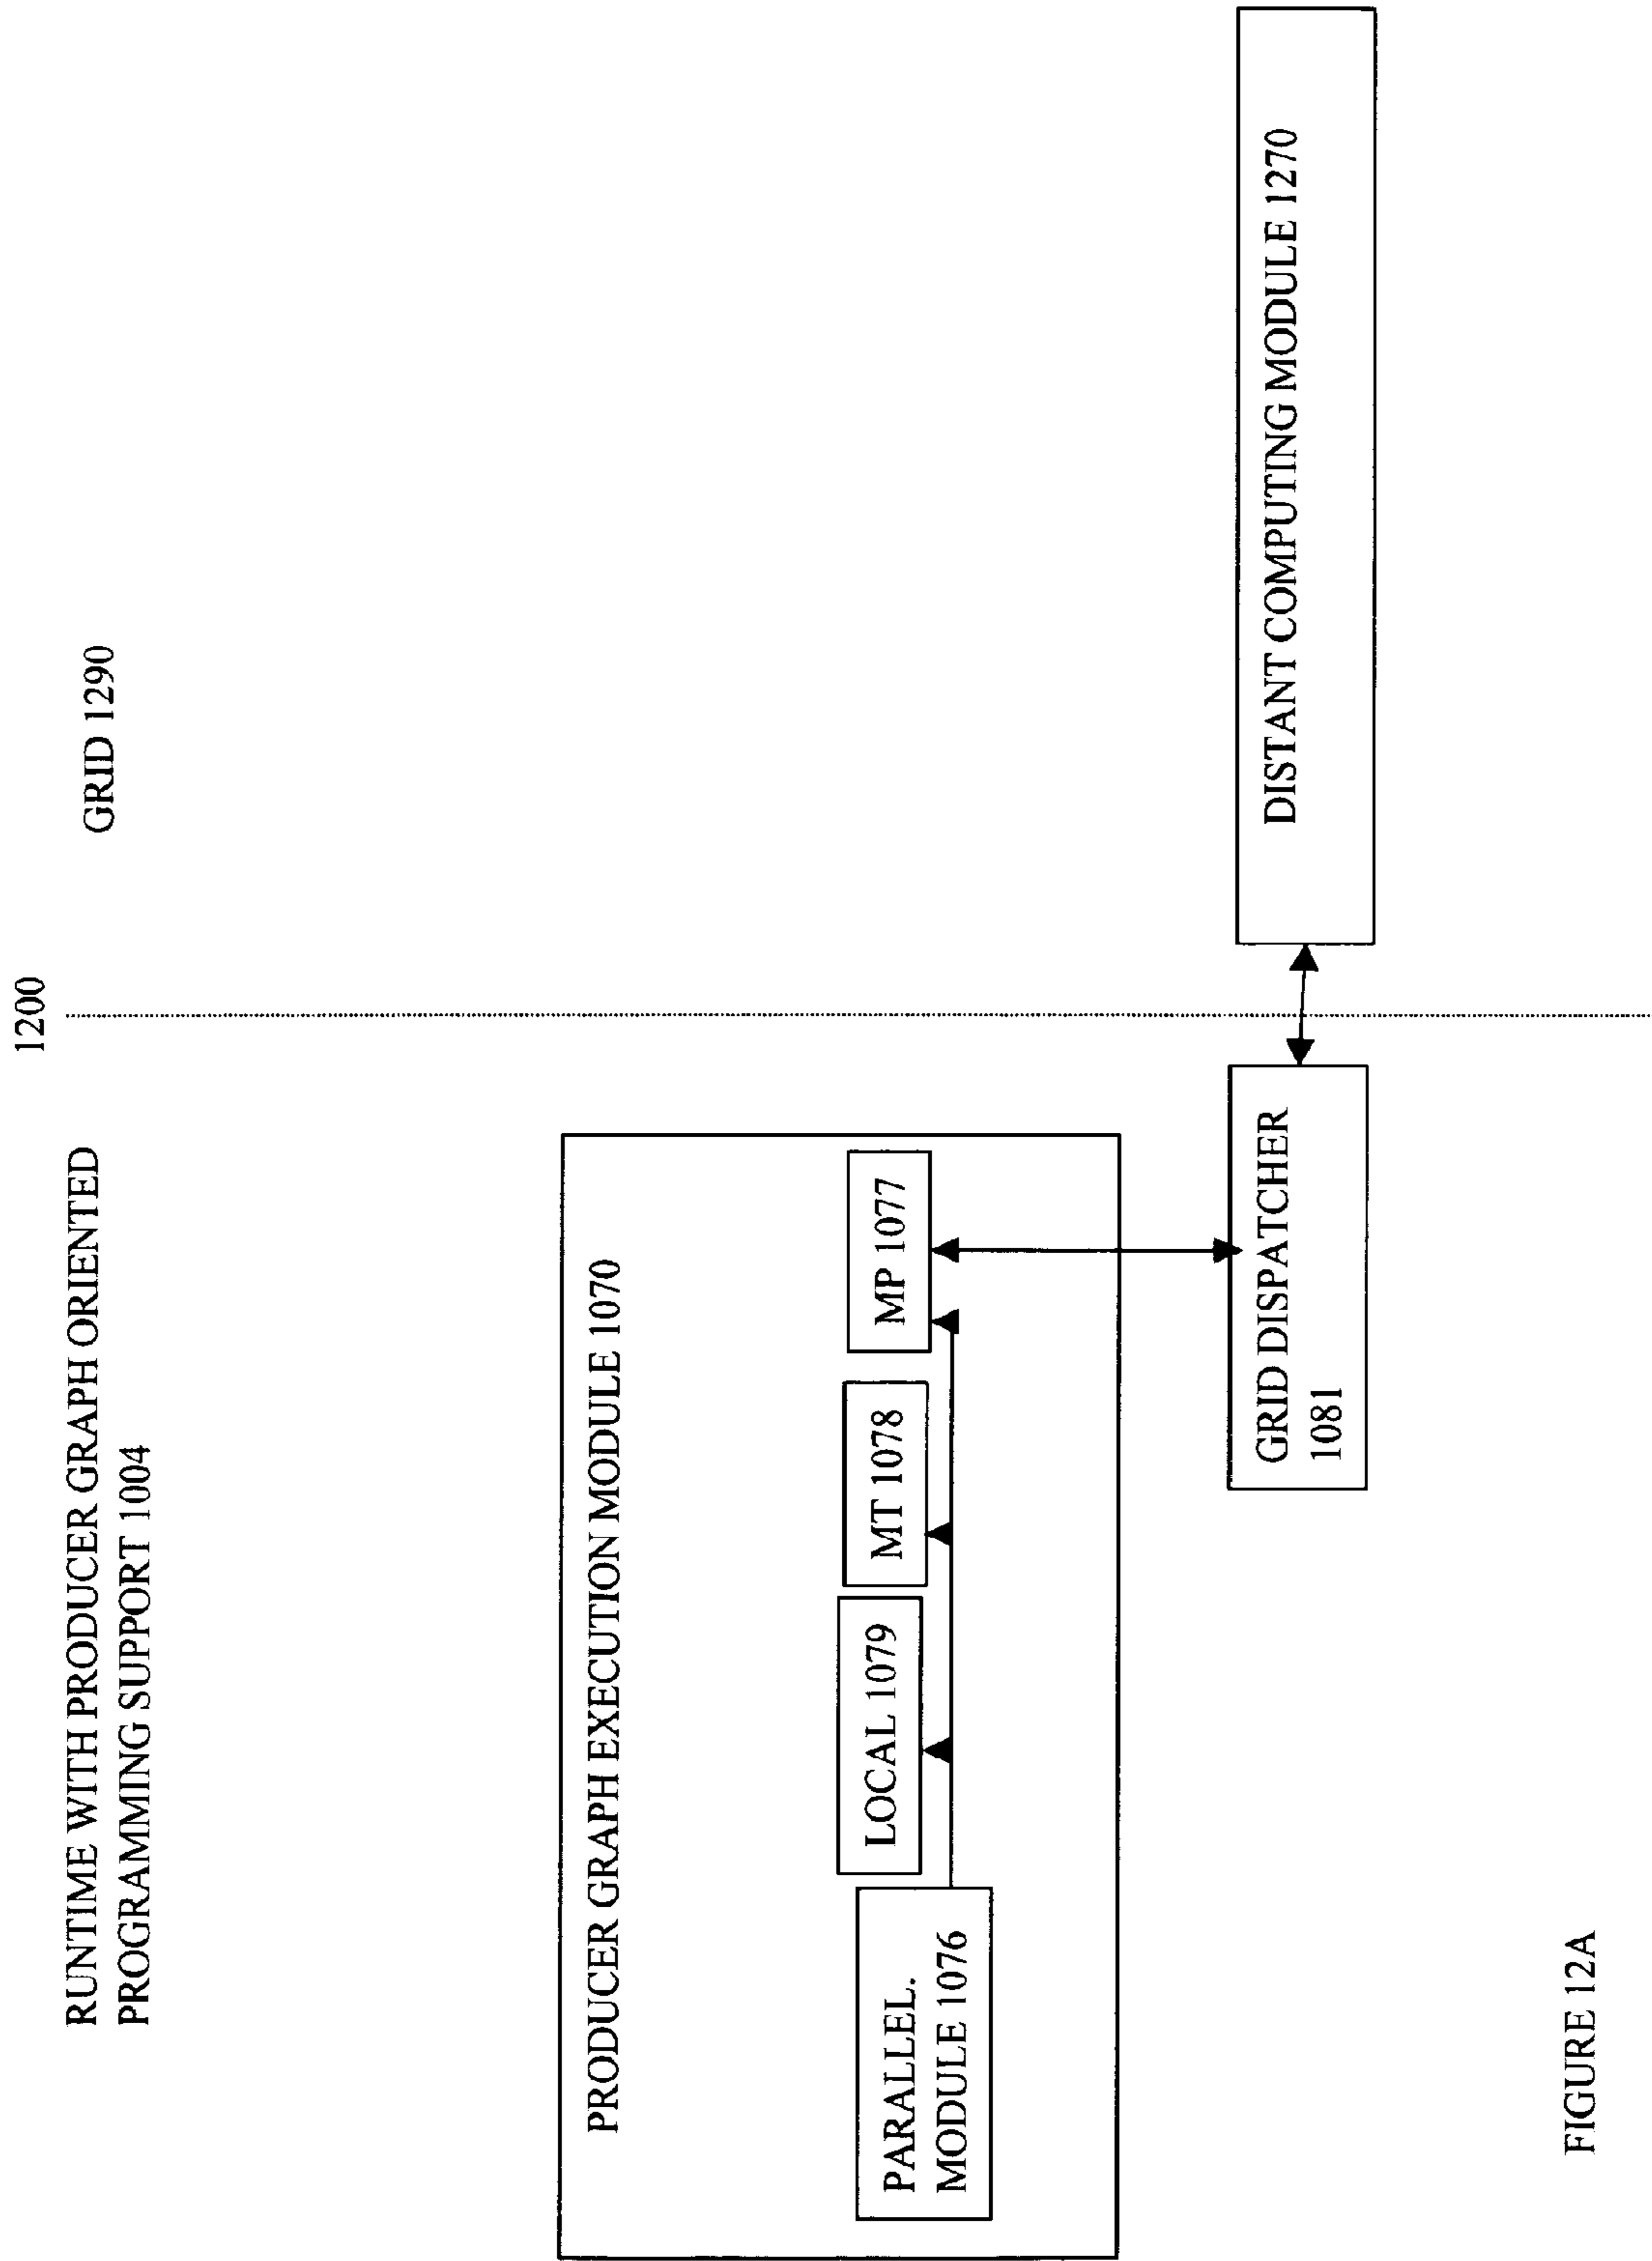 1200
RUNTIME WITH PRODUCER GRAPH ORIENTED
PROGRAMMING SUPPORT 1004
GRID 1290
PRODUCER GRAPH EXECUTION MODULE 1070
PARALLEL.
MODULE 1076
LOCAL 1079
MT 1078
MP 1077
GRID DISPATCHER
1081
DISTANT COMPUTING MODULE 1270
FIGURE 12A